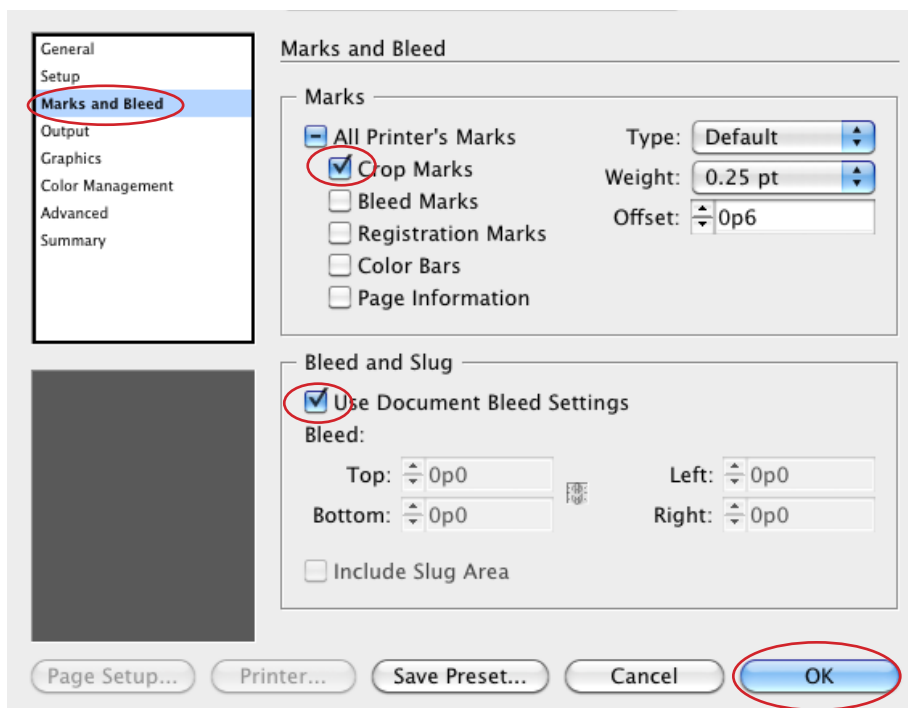 General
Setup
Marks and Bleed
Output
Graphics
Color Management
Advanced
Summary
Marks and Bleed
Marks
All Printer's Marks
Crop Marks
Bleed Marks
Registration Marks
Color Bars
Page Information
Type: Default
Weight: 0.25 pt
Offset: 0p6
Bleed and Slug
Use Document Bleed Settings
Bleed:
Top: 0p0 Left: 0p0
Bottom: 0p0 Right: 0p0
Include Slug Area
Page Setup... Printer... Save Preset... Cancel OK